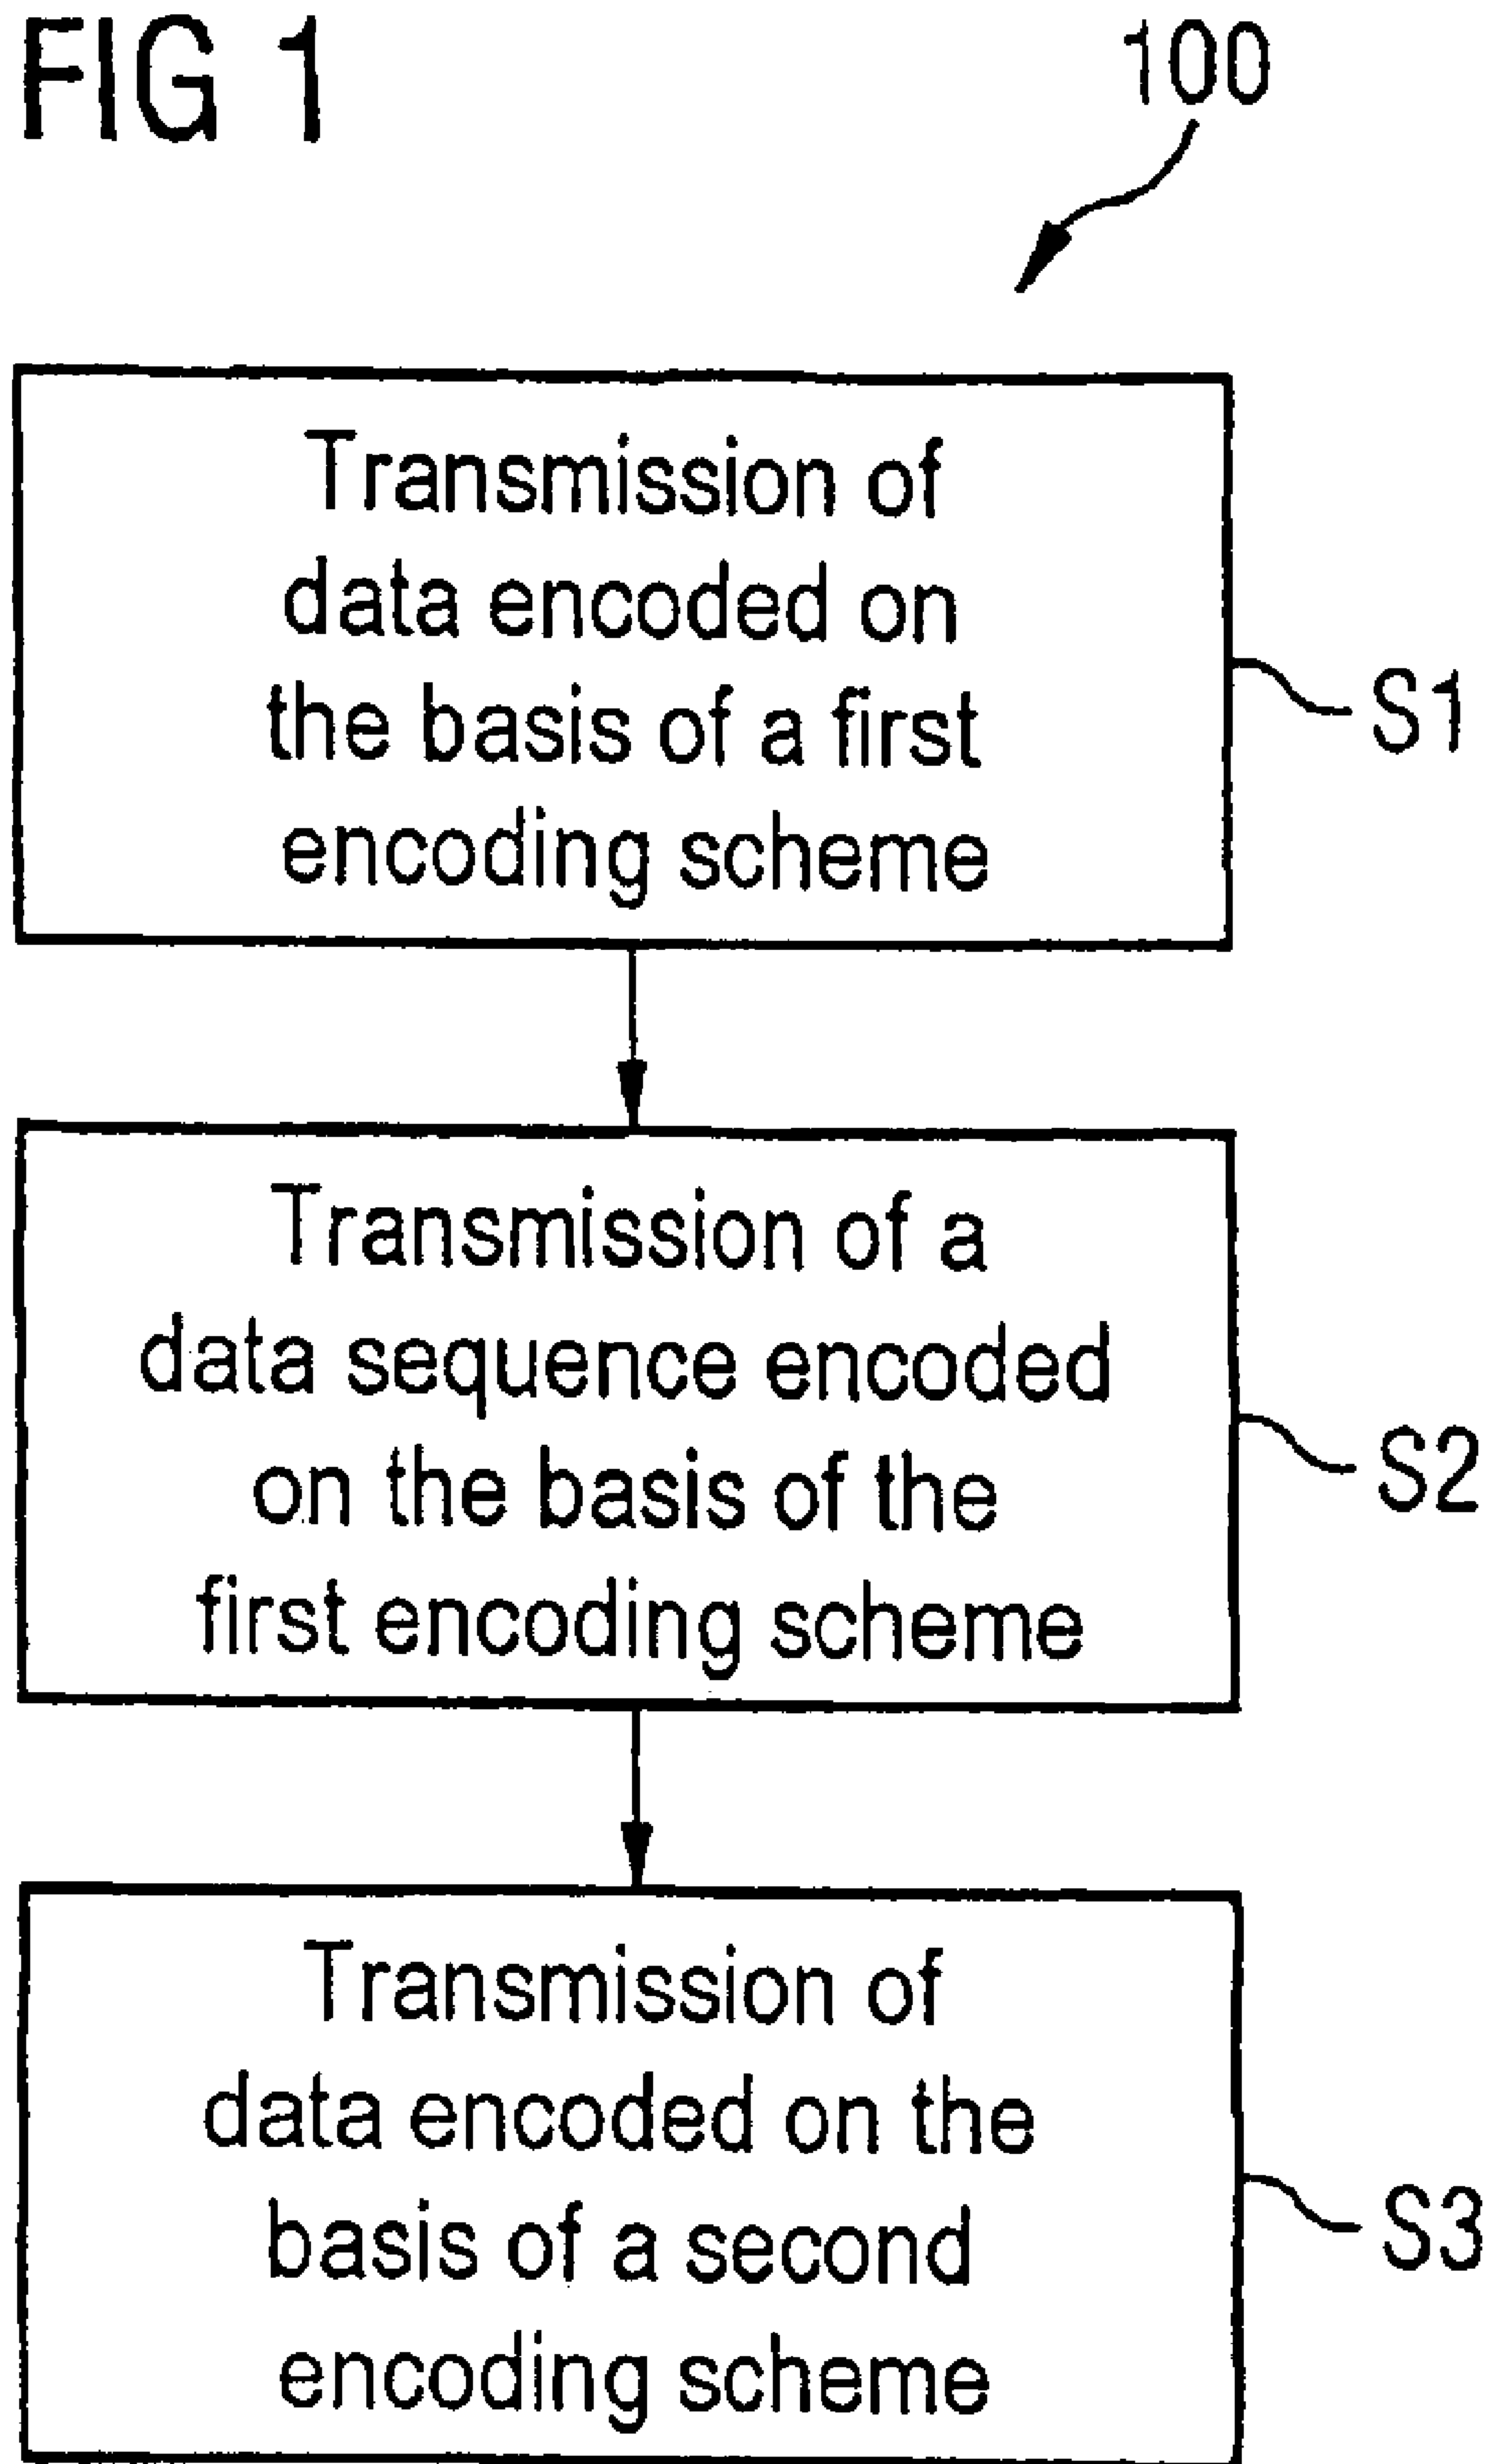 FIG 1
100
Transmission of
data encoded on
the basis of a first
encoding scheme
S1
Transmission of a
data sequence encoded
on the basis of the
first encoding scheme
S2
Transmission of
data encoded on the
basis of a second
encoding scheme
S3